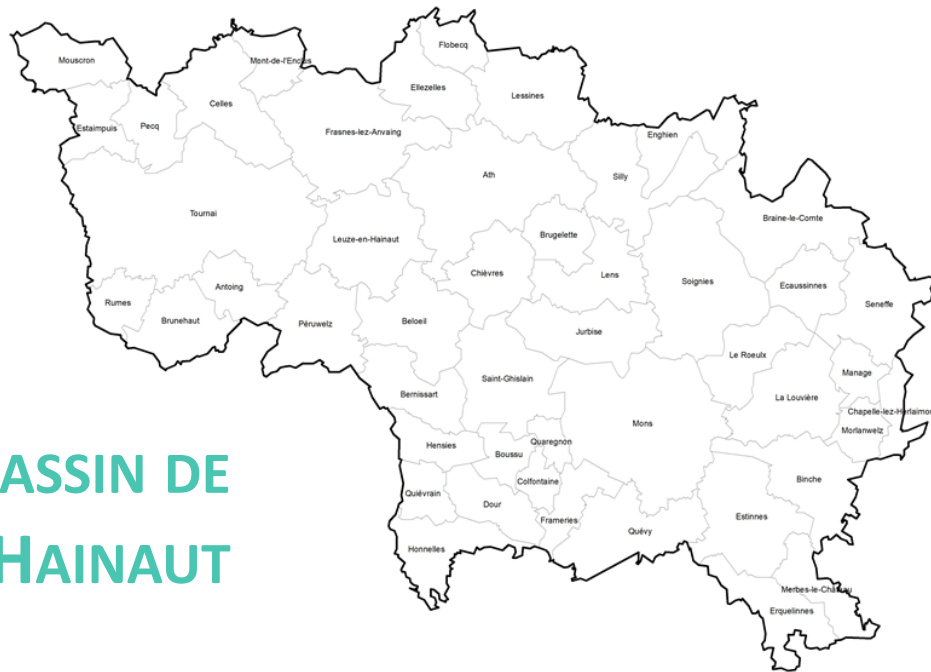 Flobecq
Mouscron
Mont-de-l'Enclus
Ellezelles
Lessines
Celles
Estaimpuis
Pecq
Frasnes-lez-Anvaing
Enghien
Ath
Silly
Tournai
Braine-le-Comte
Brugelette
Leuze-en-Hainaut
Chièvres
Lens
Soignies
Antoing
Ecaussinnes
Rumes
Seneffe
Brunehaut
Péruwelz
Beloeil
Jurbise
Le Roeulx
Manage
Saint-Ghislain
Bernissart
La Louvière
Chapelle-lez-Herlaimon
Mons
Morlanwelz
Hensies
Quaregnon
Boussu
Binche
Colfontaine
Quiévrain
Dour
Estinnes
Frameries
Quévy
Honnelles
Merbes-le-Château
Erquelinnes
ASSIN DE
HAINAUT